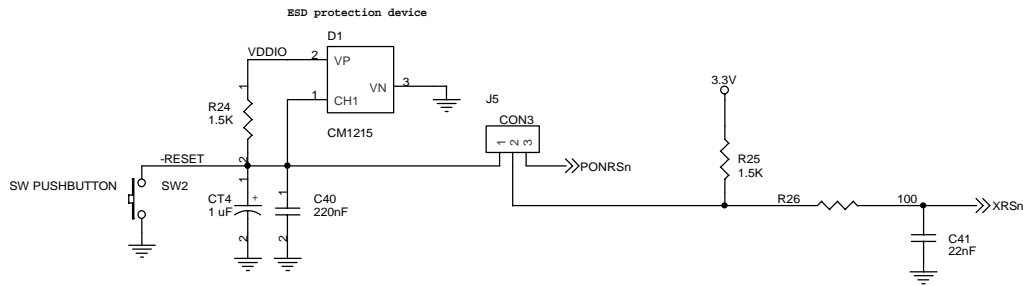 ESD protection device
D1
VDDIO
2
VP
VN
3
1
CH1
CM1215
1
R24
1.5K
2
J5
CON3
1 2 3
PONRSn
3.3V
R25
1.5K
-RESET
SW PUSHBUTTON
SW2
1
CT4
1 uF
+
2
1
C40
220nF
2
R26
100
XRSn
C41
22nF